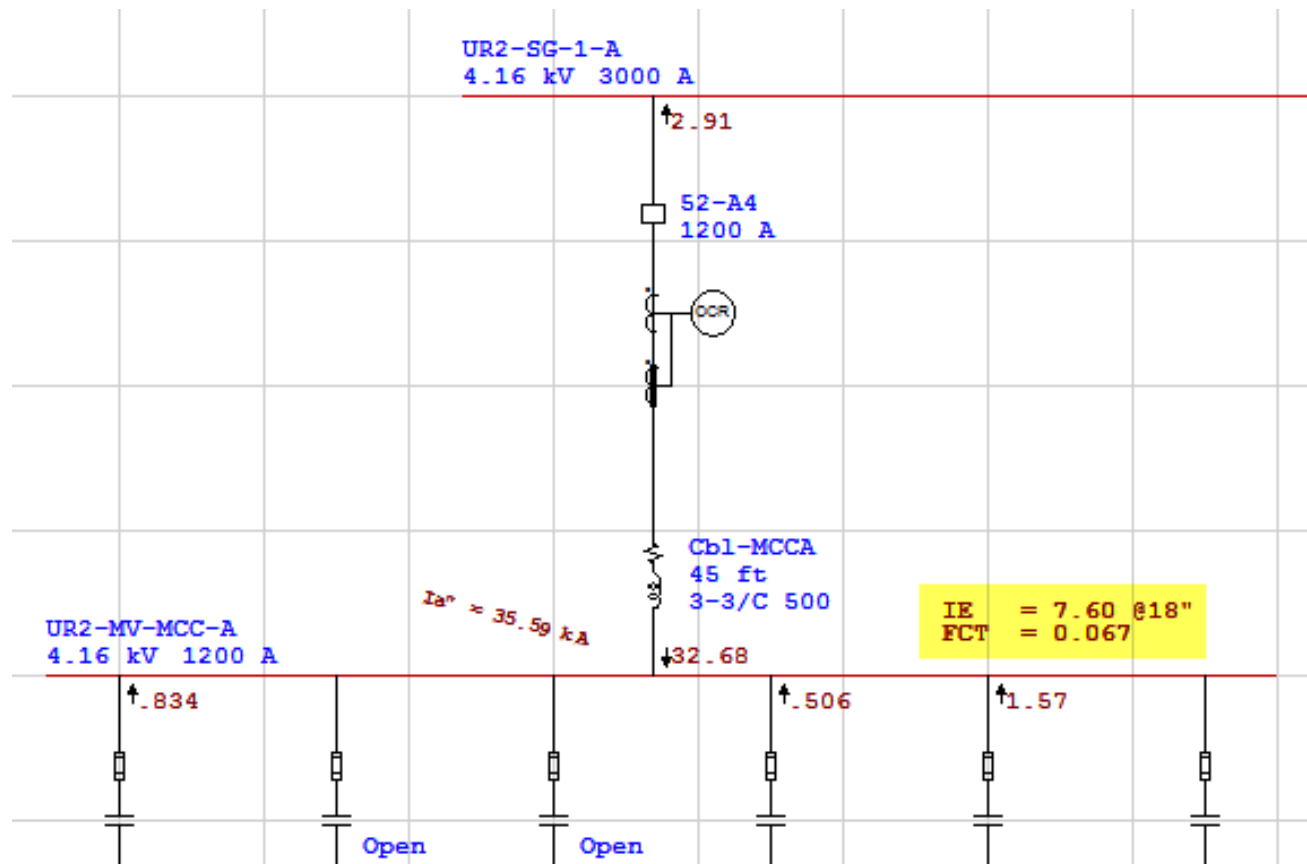 UR2-SG-1-A
4.16 kV 3000 A
2.91
52-A4
1200 A
OCR
Cbl-MCCA
45 ft
3-3/C 500
Ia" = 35.59 kA
IE = 7.60 @18"
FCT = 0.067
UR2-MV-MCC-A
4.16 kV 1200 A
32.68
.834
.506
1.57
Open
Open